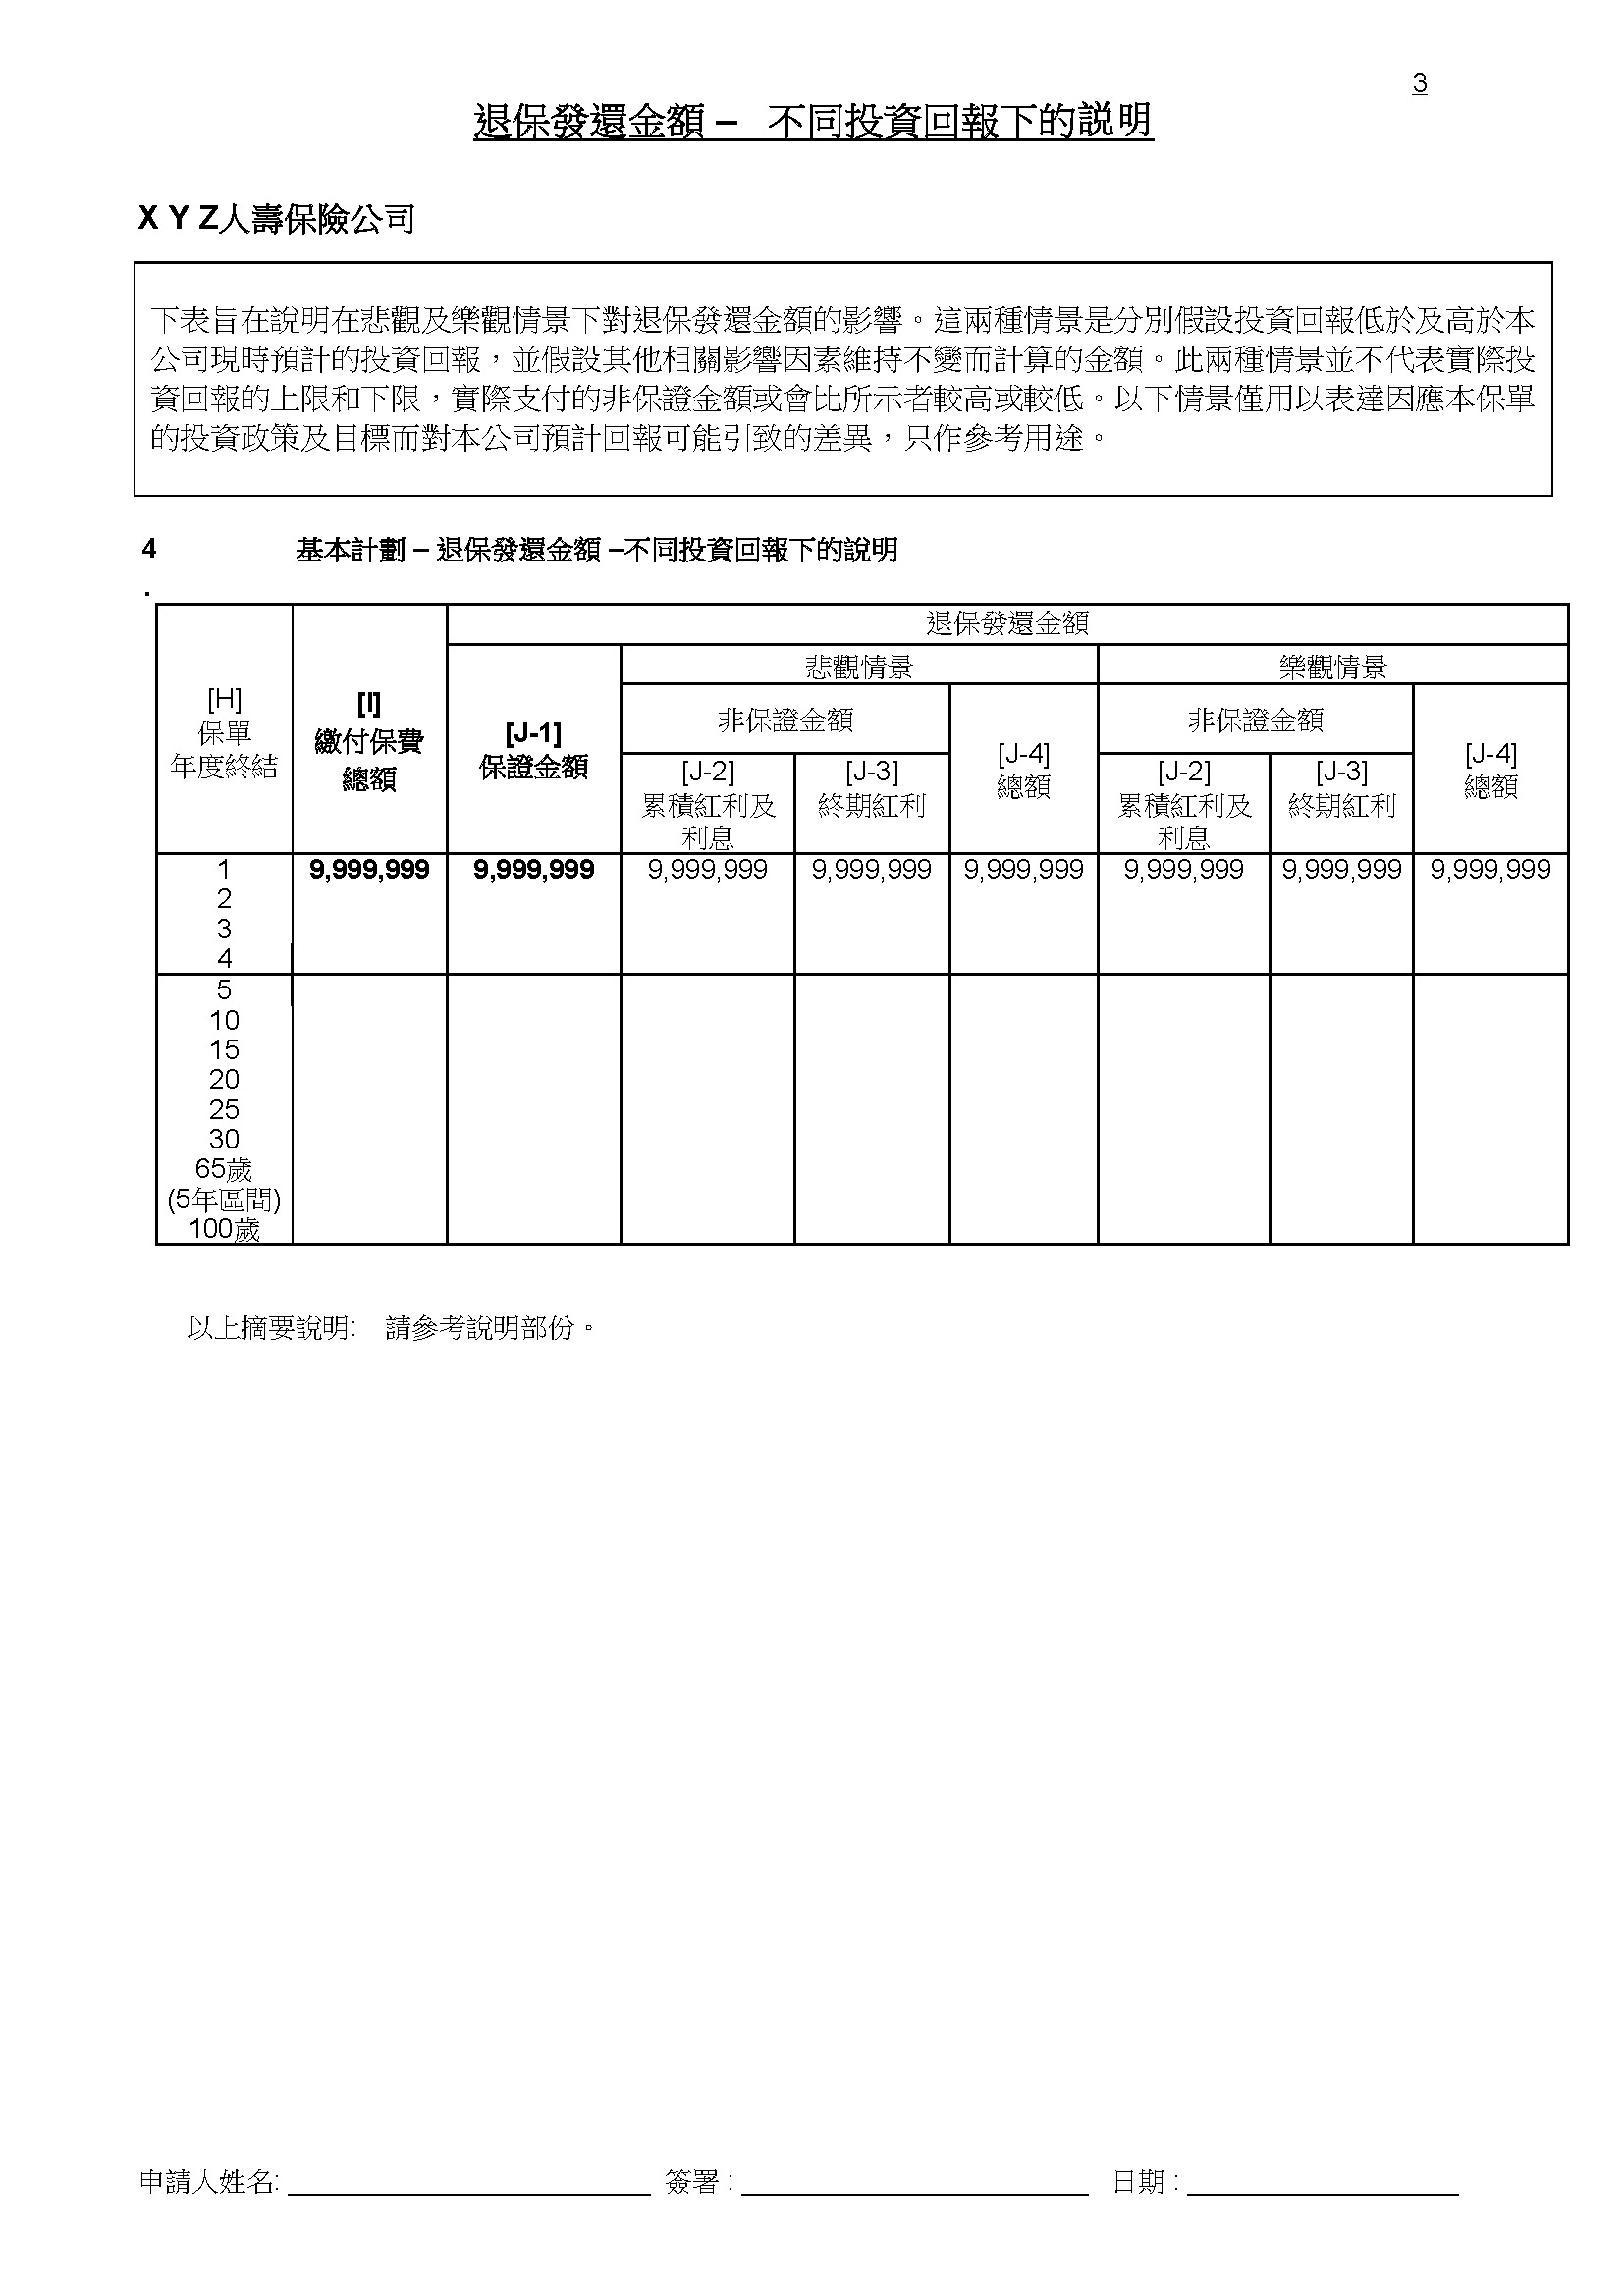 3
退保發還金額 – 不同投資回報下的説明
X Y Z人壽保險公司
下表旨在說明在悲觀及樂觀情景下對退保發還金額的影響。這兩種情景是分別假設投資回報低於及高於本
公司現時預計的投資回報，並假設其他相關影響因素維持不變而計算的金額。此兩種情景並不代表實際投
資回報的上限和下限，實際支付的非保證金額或會比所示者較高或較低。以下情景僅用以表達因應本保單
的投資政策及目標而對本公司預計回報可能引致的差異，只作參考用途。
4 基本計劃 – 退保發還金額 –不同投資回報下的說明
.
退保發還金額
悲觀情景 樂觀情景
[H]
保單
年度終結
[I]
繳付保費
總額
[J-1]
保證金額
非保證金額
[J-2]
累積紅利及
利息
[J-3]
終期紅利
[J-4]
總額
非保證金額
[J-2]
累積紅利及
利息
[J-3]
終期紅利
[J-4]
總額
1 9,999,999 9,999,999 9,999,999 9,999,999 9,999,999 9,999,999 9,999,999 9,999,999
2
3
4
5
10
15
20
25
30
65歲
(5年區間)
100歲
以上摘要說明: 請參考說明部份。
申請人姓名: 簽署 : 日期 :